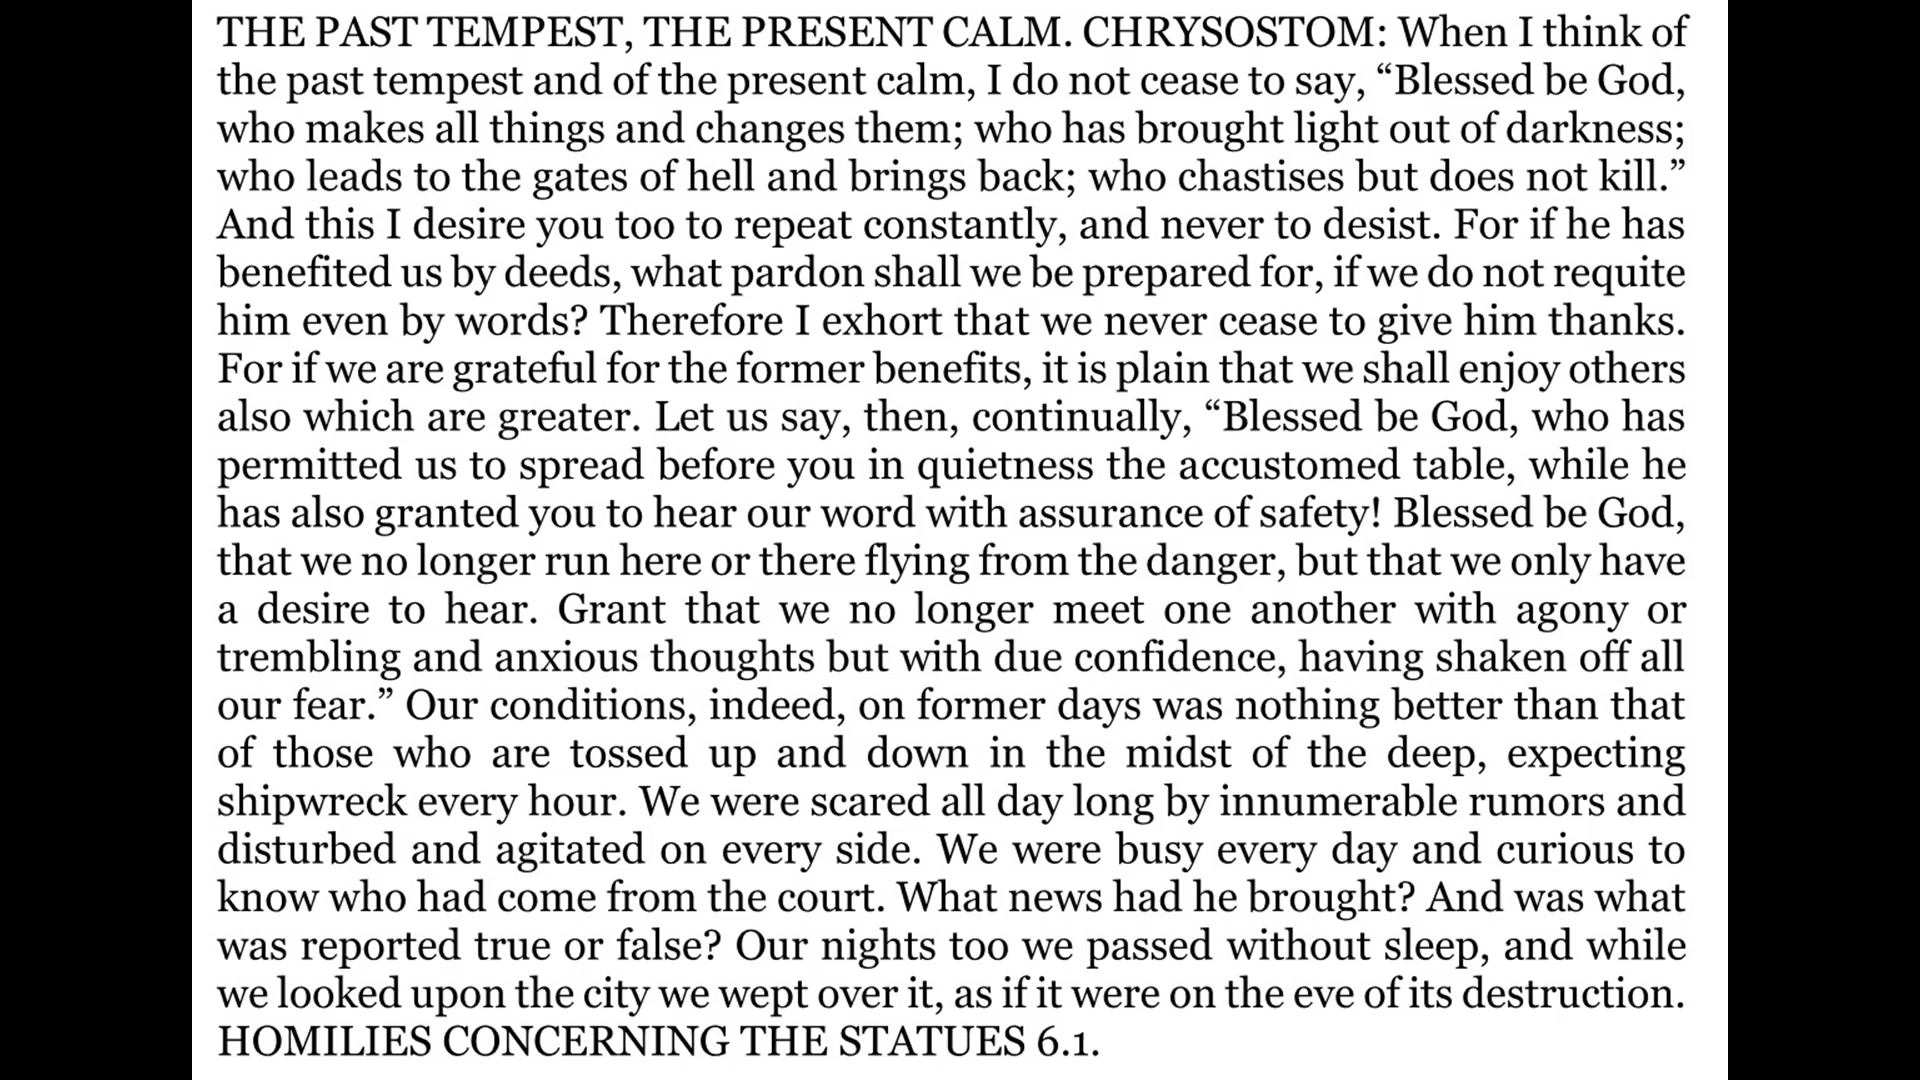 THE PAST TEMPEST, THE PRESENT CALM. CHRYSOSTOM: When I think of
the past tempest and of the present calm, I do not cease to say, “Blessed be God,
who makes all things and changes them; who has brought light out of darkness;
who leads to the gates of hell and brings back; who chastises but does not kill.”
And this I desire you too to repeat constantly, and never to desist. For if he has
benefited us by deeds, what pardon shall we be prepared for, if we do not requite
him even by words? Therefore I exhort that we never cease to give him thanks.
For if we are grateful for the former benefits, it is plain that we shall enjoy others
also which are greater. Let us say, then, continually, “Blessed be God, who has
permitted us to spread before you in quietness the accustomed table, while he
has also granted you to hear our word with assurance of safety! Blessed be God,
that we no longer run here or there flying from the danger, but that we only have
a desire to hear. Grant that we no longer meet one another with agony or
trembling and anxious thoughts but with due confidence, having shaken off all
our fear.” Our conditions, indeed, on former days was nothing better than that
of those who are tossed up and down in the midst of the deep, expecting
shipwreck every hour. We were scared all day long by innumerable rumors and
disturbed and agitated on every side. We were busy every day and curious to
know who had come from the court. What news had he brought? And was what
was reported true or false? Our nights too we passed without sleep, and while
we looked upon the city we wept over it, as if it were on the eve of its destruction.
HOMILIES CONCERNING THE STATUES 6.1.